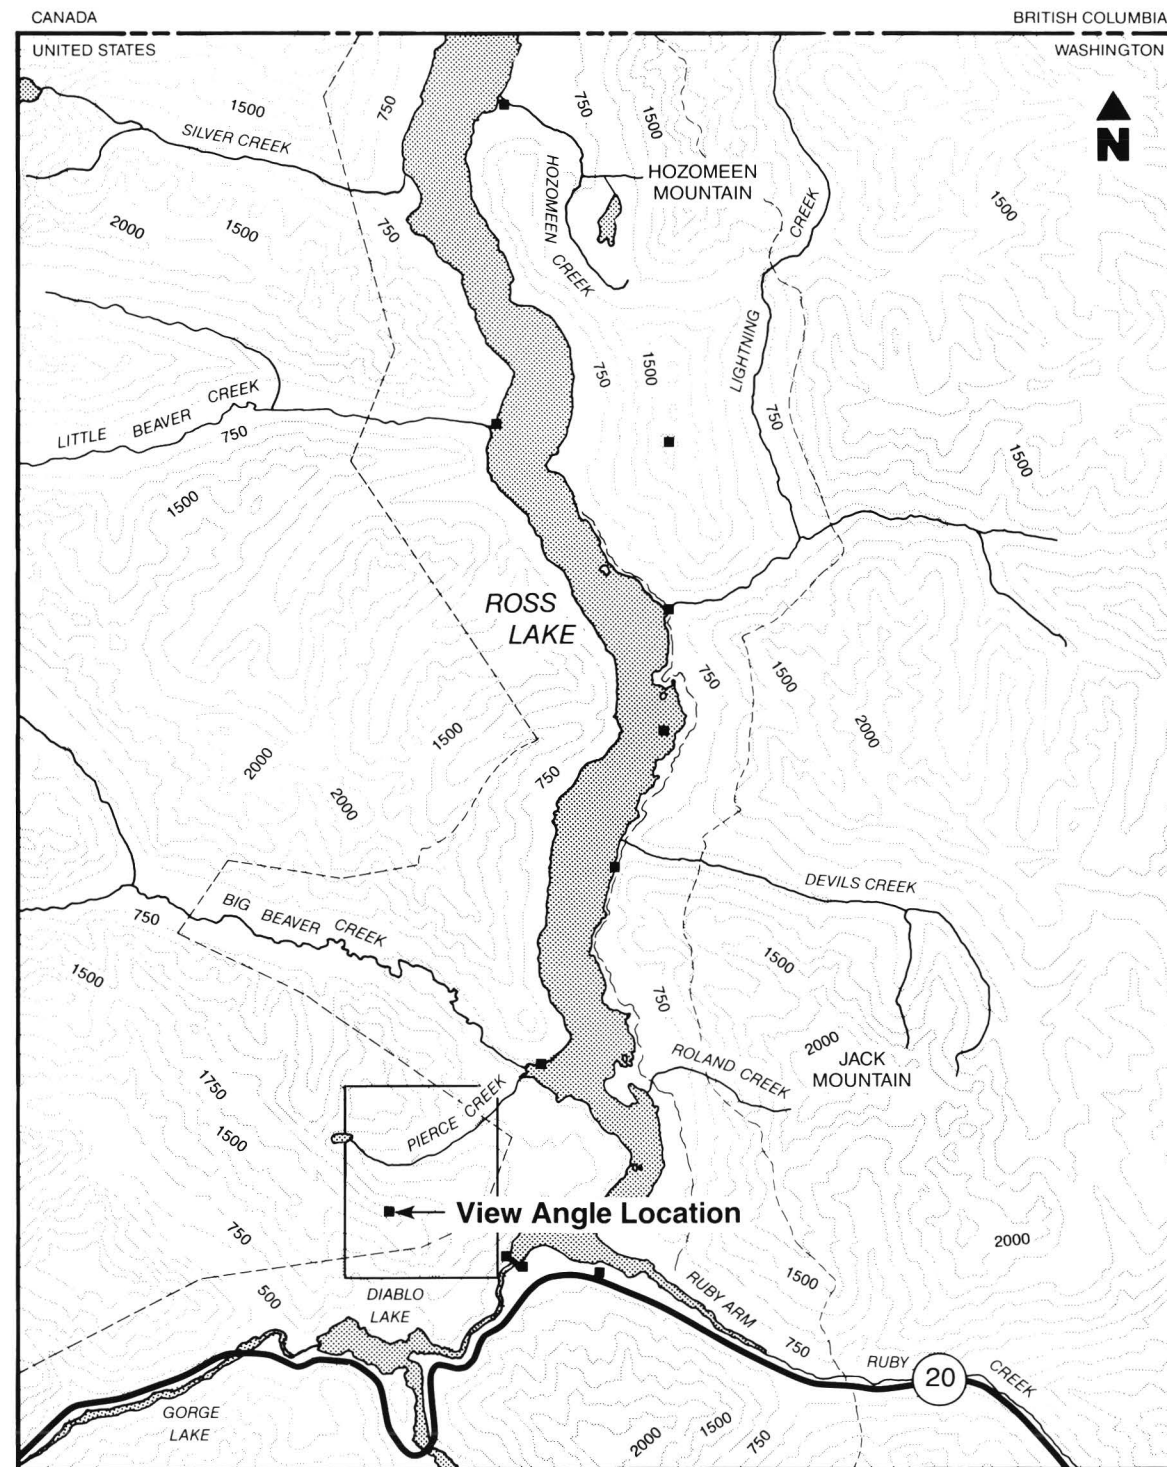 CANADA
BRITISH COLUMBIA
UNITED STATES
WASHINGTON
N
1500
750
750
1500
SILVER CREEK
HOZOMEEN
MOUNTAIN
HOZOMEEN
CREEK
CREEK
LIGHTNING
1500
2000
1500
750
750
1500
750
LITTLE BEAVER CREEK
750
1500
1500
ROSS
LAKE
750
1500
2000
1500
2000
2000
750
DEVILS CREEK
BIG BEAVER CREEK
750
1500
1500
750
2000
JACK
MOUNTAIN
ROLAND CREEK
1750
1500
PIERCE CREEK
View Angle Location
750
2000
500
DIABLO
LAKE
RUBY ARM
1500
750
RUBY
20
CREEK
GORGE
LAKE
2000
1500
750